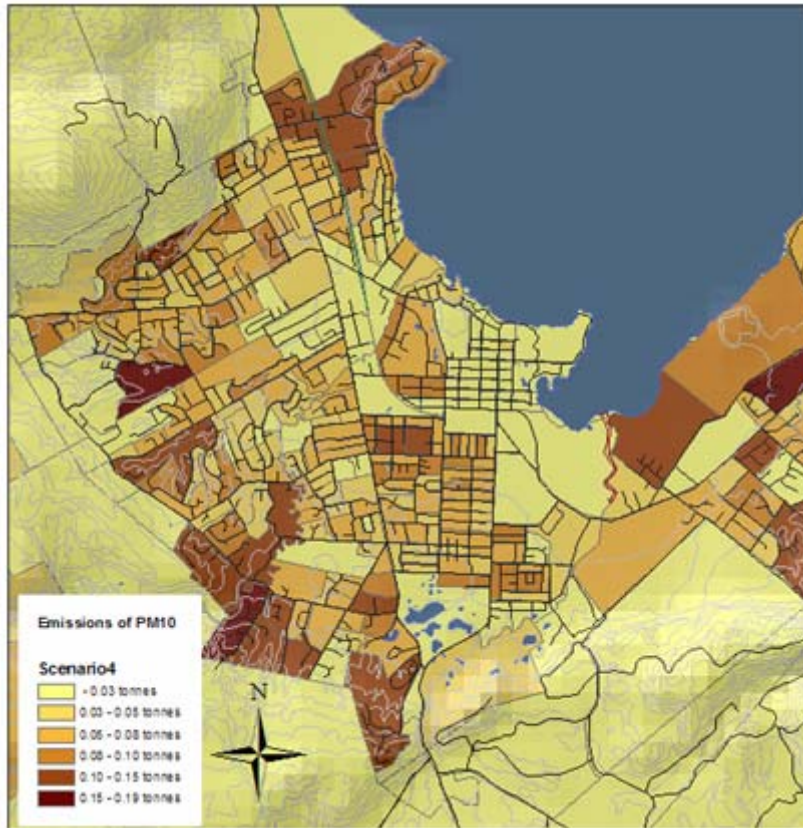 Emissions of PM10
Scenario4
- 0.03 tonnes
0.03 - 0.05 tonnes
0.05 - 0.08 tonnes
0.08 - 0.10 tonnes
0.10 - 0.15 tonnes
0.15 - 0.19 tonnes
N